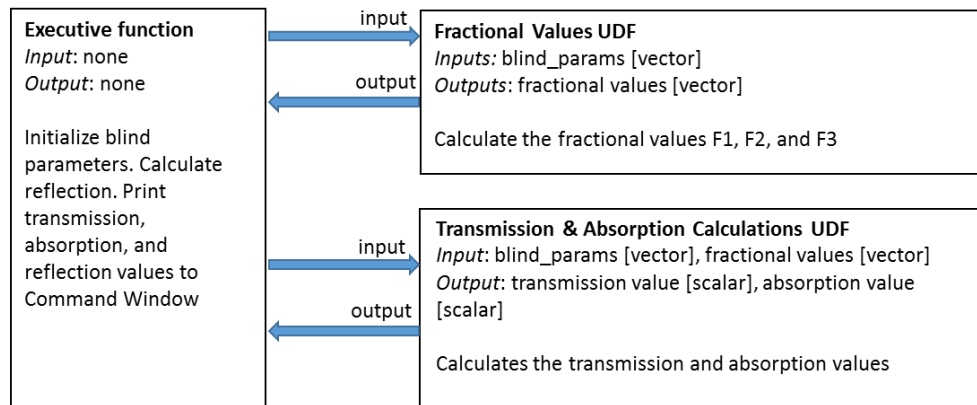 Executive function
Input: none
Output: none
Initialize blind
parameters. Calculate
reflection. Print
transmission,
absorption, and
reflection values to
Command Window
input
output
Fractional Values UDF
Inputs: blind_params [vector]
Outputs: fractional values [vector]
Calculate the fractional values F1, F2, and F3
input
output
Transmission & Absorption Calculations UDF
Input: blind_params [vector], fractional values [vector]
Output: transmission value [scalar], absorption value
[scalar]
Calculates the transmission and absorption values